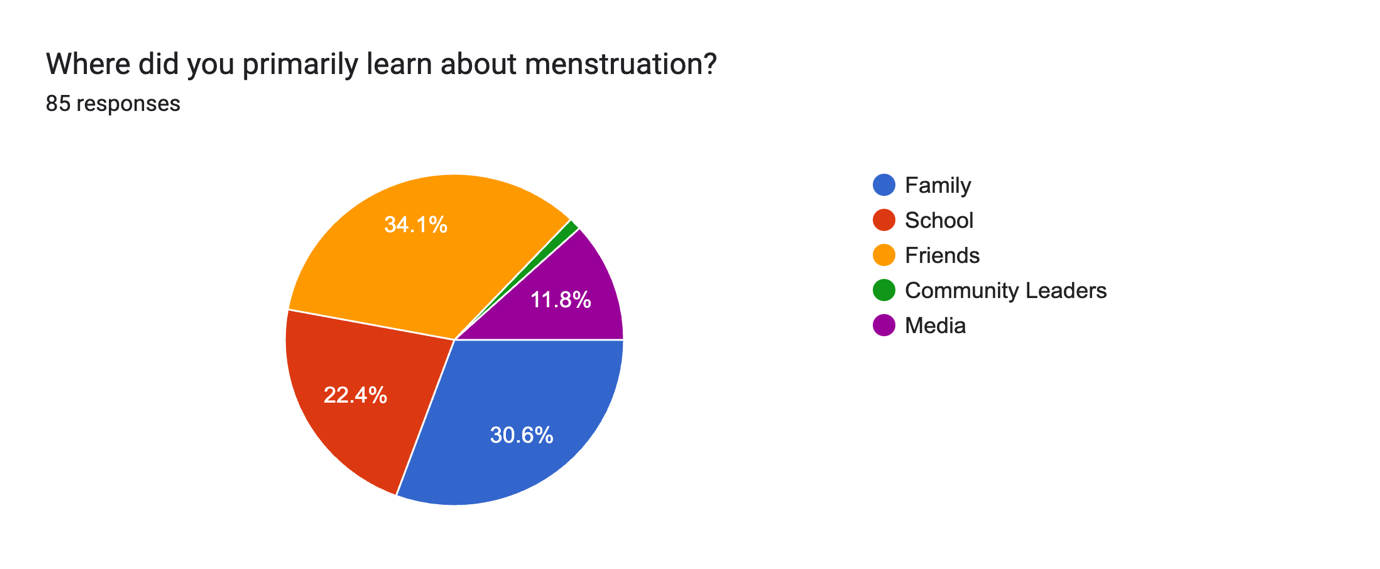 Where did you primarily learn about menstruation?
85 responses
34.1%
11.8%
22.4%
30.6%
Family
School
Friends
Community Leaders
Media